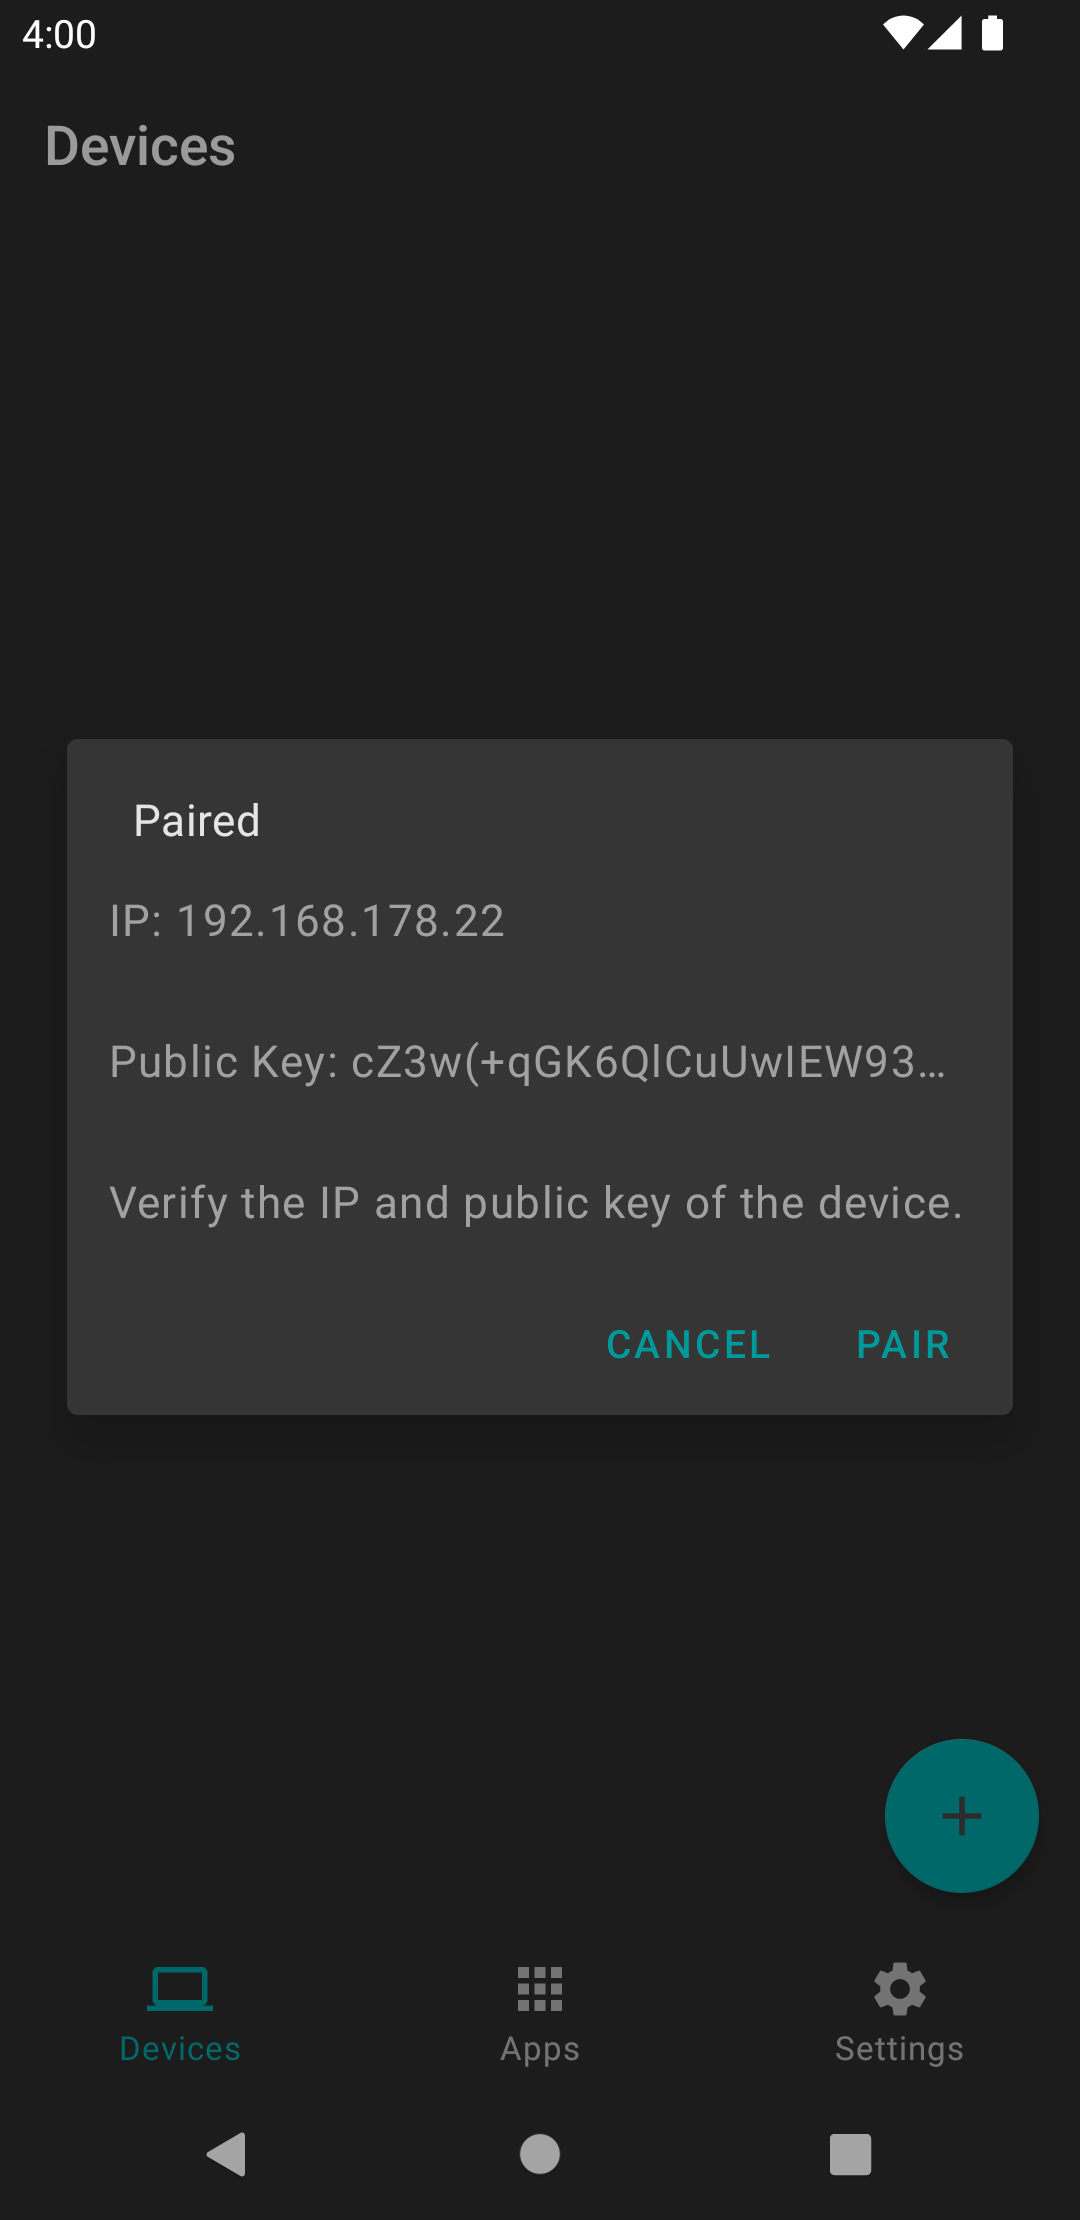 4:00
Devices
Paired
IP: 192.168.178.22
Public Key: cZ3w(+qGK6QlCuUwIEW93…
Verify the IP and public key of the device.
CANCEL PAIR
Devices Apps Settings